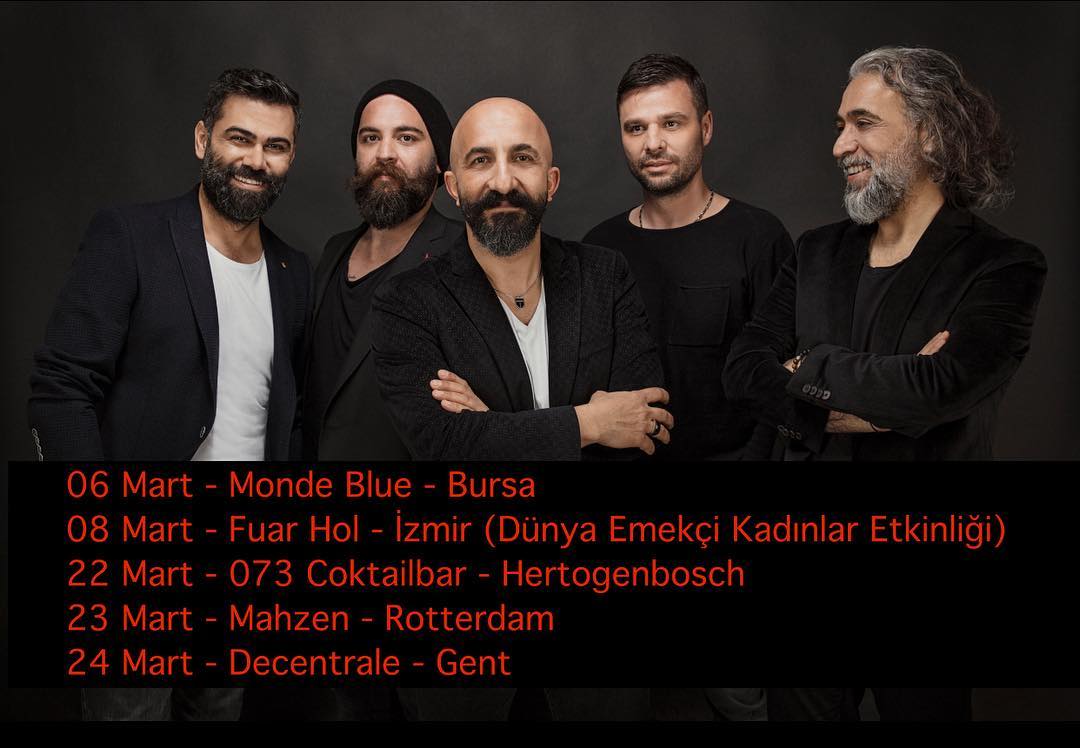 06 Mart - Monde Blue - Bursa
08 Mart - Fuar Hol - İzmir (Dünya Emekçi Kadınlar Etkinliği)
22 Mart - 073 Coktailbar - Hertogenbosch
23 Mart - Mahzen - Rotterdam
24 Mart - Decentrale - Gent